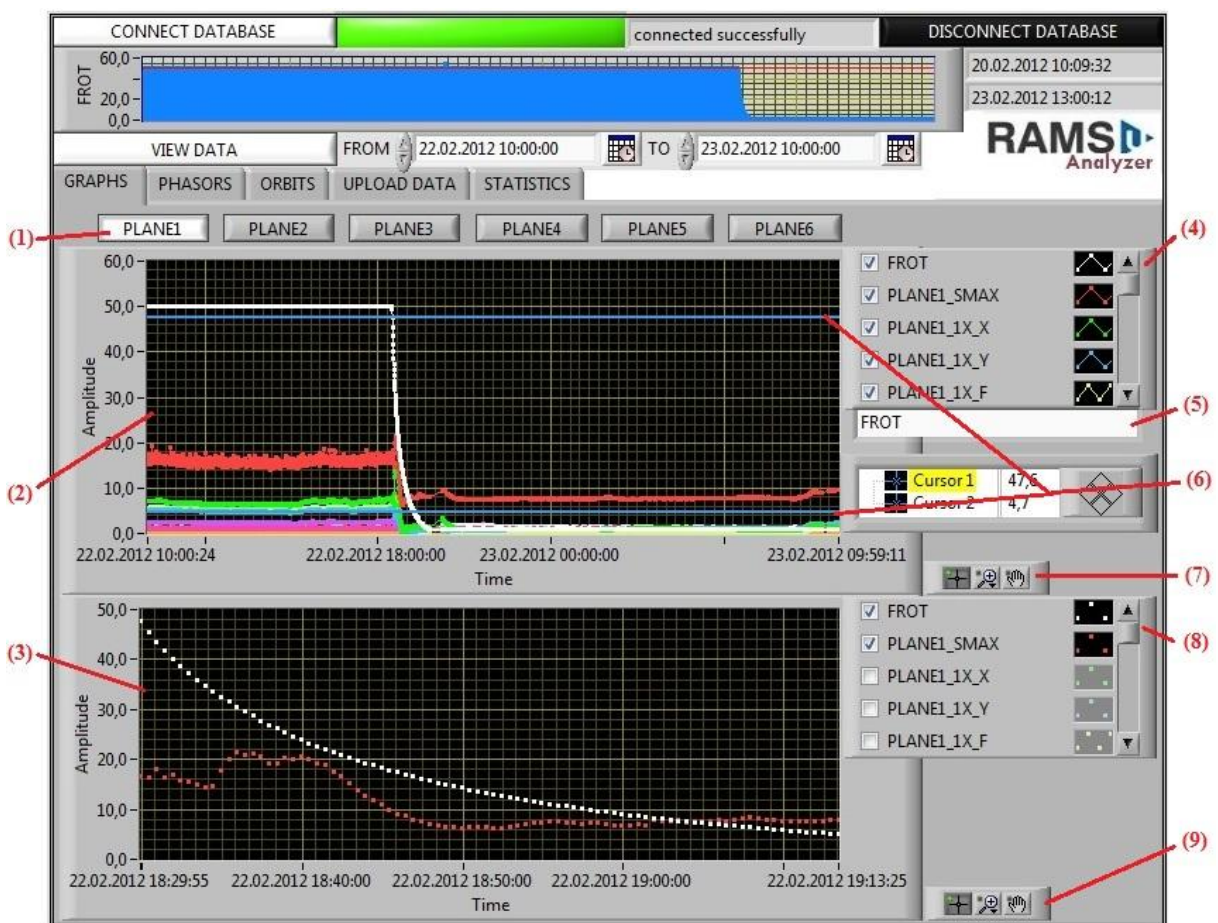 CONNECT DATABASE connected successfully DISCONNECT DATABASE
60,0 20.02.2012 10:09:32
FROT
20,0 23.02.2012 13:00:12
0,0
RAMS
Analyzer
VIEW DATA FROM 22.02.2012 10:00:00 TO 23.02.2012 10:00:00
GRAPHS PHASORS ORBITS UPLOAD DATA STATISTICS
(1) PLANE1 PLANE2 PLANE3 PLANE4 PLANE5 PLANE6 (4)
60,0 FROT
50,0 PLANE1_SMAX
PLANE1_1X_X
40,0 PLANE1_1X_Y
30,0 PLANE1_1X_F
Amplitude
(5)
FROT
20,0
(2)
10,0 Cursor 1 47,6 (6)
Cursor 2 4,7
0,0
22.02.2012 10:00:24 22.02.2012 18:00:00 23.02.2012 00:00:00 23.02.2012 09:59:11
Time
(7)
50,0 FROT
PLANE1_SMAX (8)
(3)
40,0 PLANE1_1X_X
30,0 PLANE1_1X_Y
PLANE1_1X_F
Amplitude
20,0
10,0
(9)
0,0
22.02.2012 18:29:55 22.02.2012 18:40:00 22.02.2012 18:50:00 22.02.2012 19:00:00 22.02.2012 19:13:25
Time